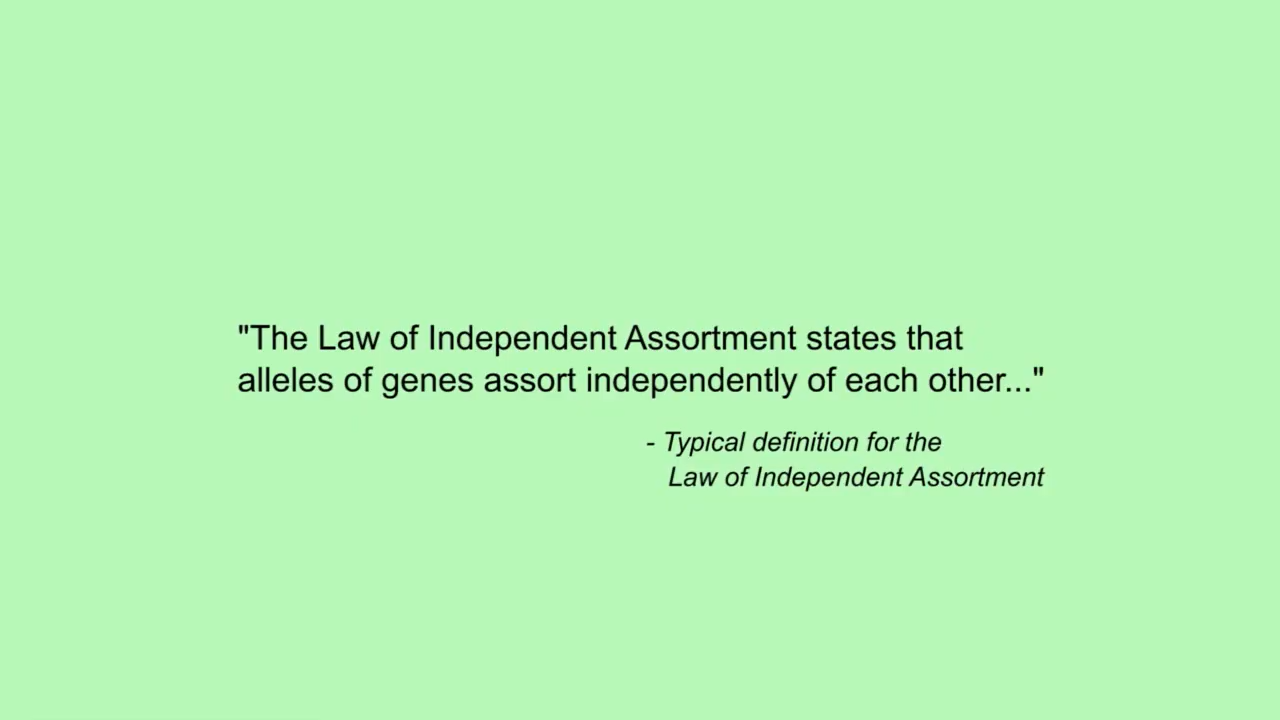 "The Law of Independent Assortment states that
alleles of genes assort independently of each other..."
- Typical definition for the
Law of Independent Assortment